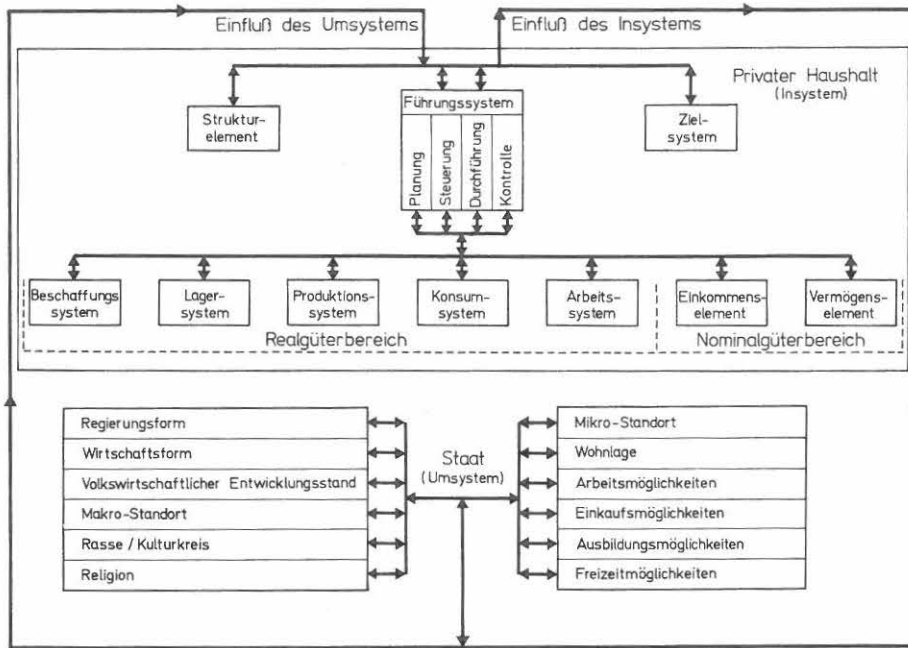 Einfluß des Umsystems
Einfluß des Insystems
Privater Haushalt
(Insystem)
Struktur-
element
Führungssystem
Planung
Steuerung
Durchführung
Kontrolle
Ziel-
system
Beschaffungs
system
Lager-
system
Produktions-
system
Konsum-
system
Arbeits-
system
Einkommens-
element
Vermögens-
element
Realgüterbereich
Nominalgüterbereich
Regierungsform
Wirtschaftsform
Volkswirtschaftlicher Entwicklungsstand
Makro-Standort
Rasse / Kulturkreis
Religion
Staat
(Umsystem)
Mikro-Standort
Wohnlage
Arbeitsmöglichkeiten
Einkaufsmöglichkeiten
Ausbildungsmöglichkeiten
Freizeitmöglichkeiten